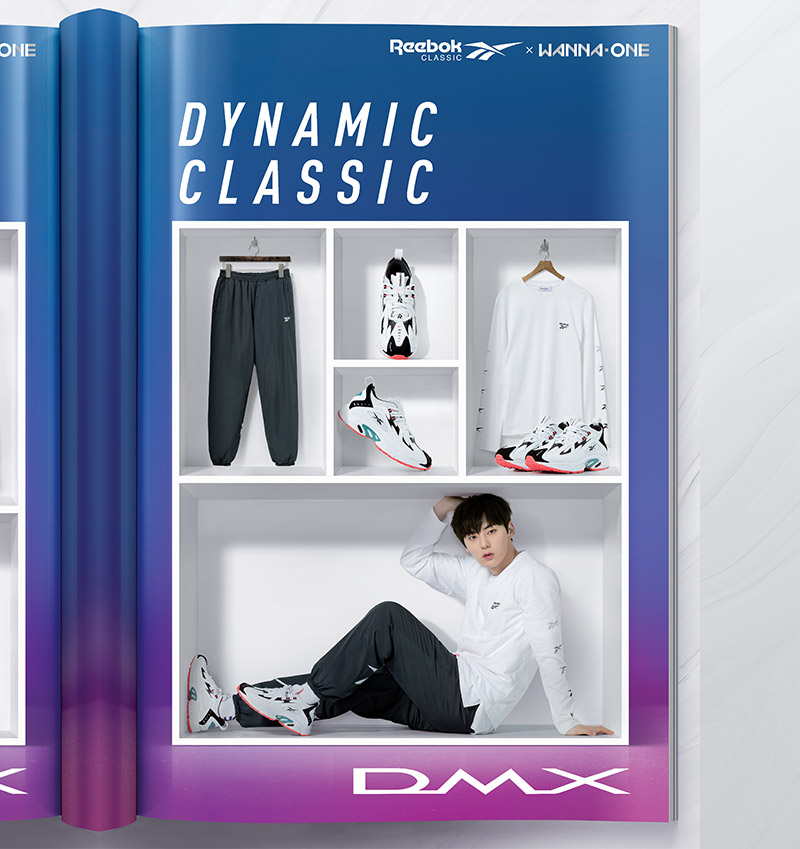 ONE
Reebok
CLASSIC
× WANNA·ONE
DYNAMIC
CLASSIC
DMX